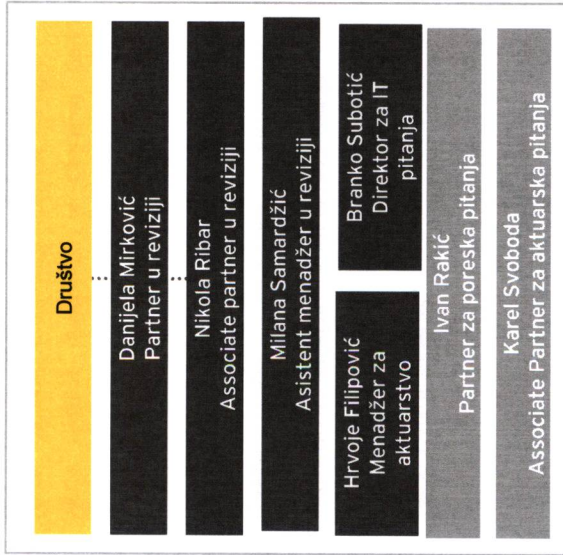 Društvo
Danijela Mirković
Partner u reviziji
Nikola Ribar
Associate partner u reviziji
Milana Samardžić
Asistent menadžer u reviziji
Hrvoje Filipović
Menadžer za
aktuarstvo
Branko Subotić
Direktor za IT
pitanja
Ivan Rakić
Partner za poreska pitanja
Karel Svoboda
Associate Partner za aktuarska pitanja